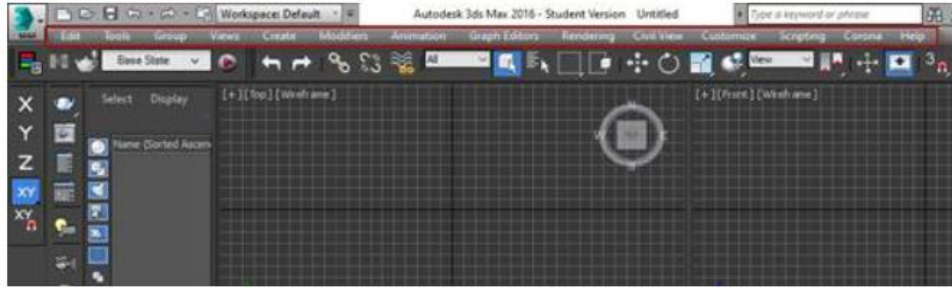 Workspace: Default Autodesk 3ds Max 2016 - Student Version Untitled Type a keyword or phrase
Edit Tools Group Views Create Modifiers Animation Graph Editors Rendering Civil View Customize Scripting Corona Help
Base State All View 3
X Select Display [+][Top][Wireframe] [+][Front][Wireframe]
Y
Name (Sorted Ascen
Z
XY
XY